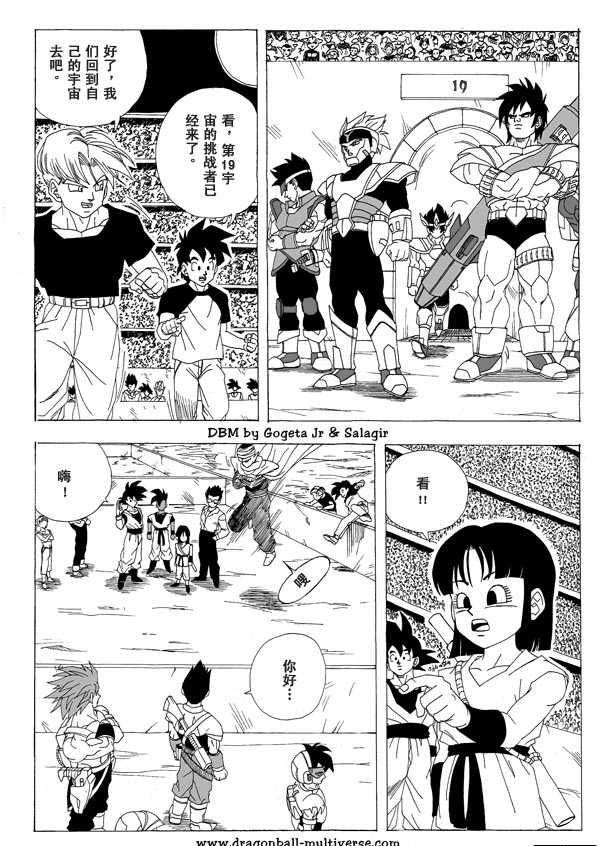 好了，我
们回到自
己的宇宙
去吧。
看，第19宇
宙的挑战者已
经来了。
19
DBM by Gogeta Jr & Salagir
嗨！
嗖
看
!!
你好…
www.dragonball-multiverse.com